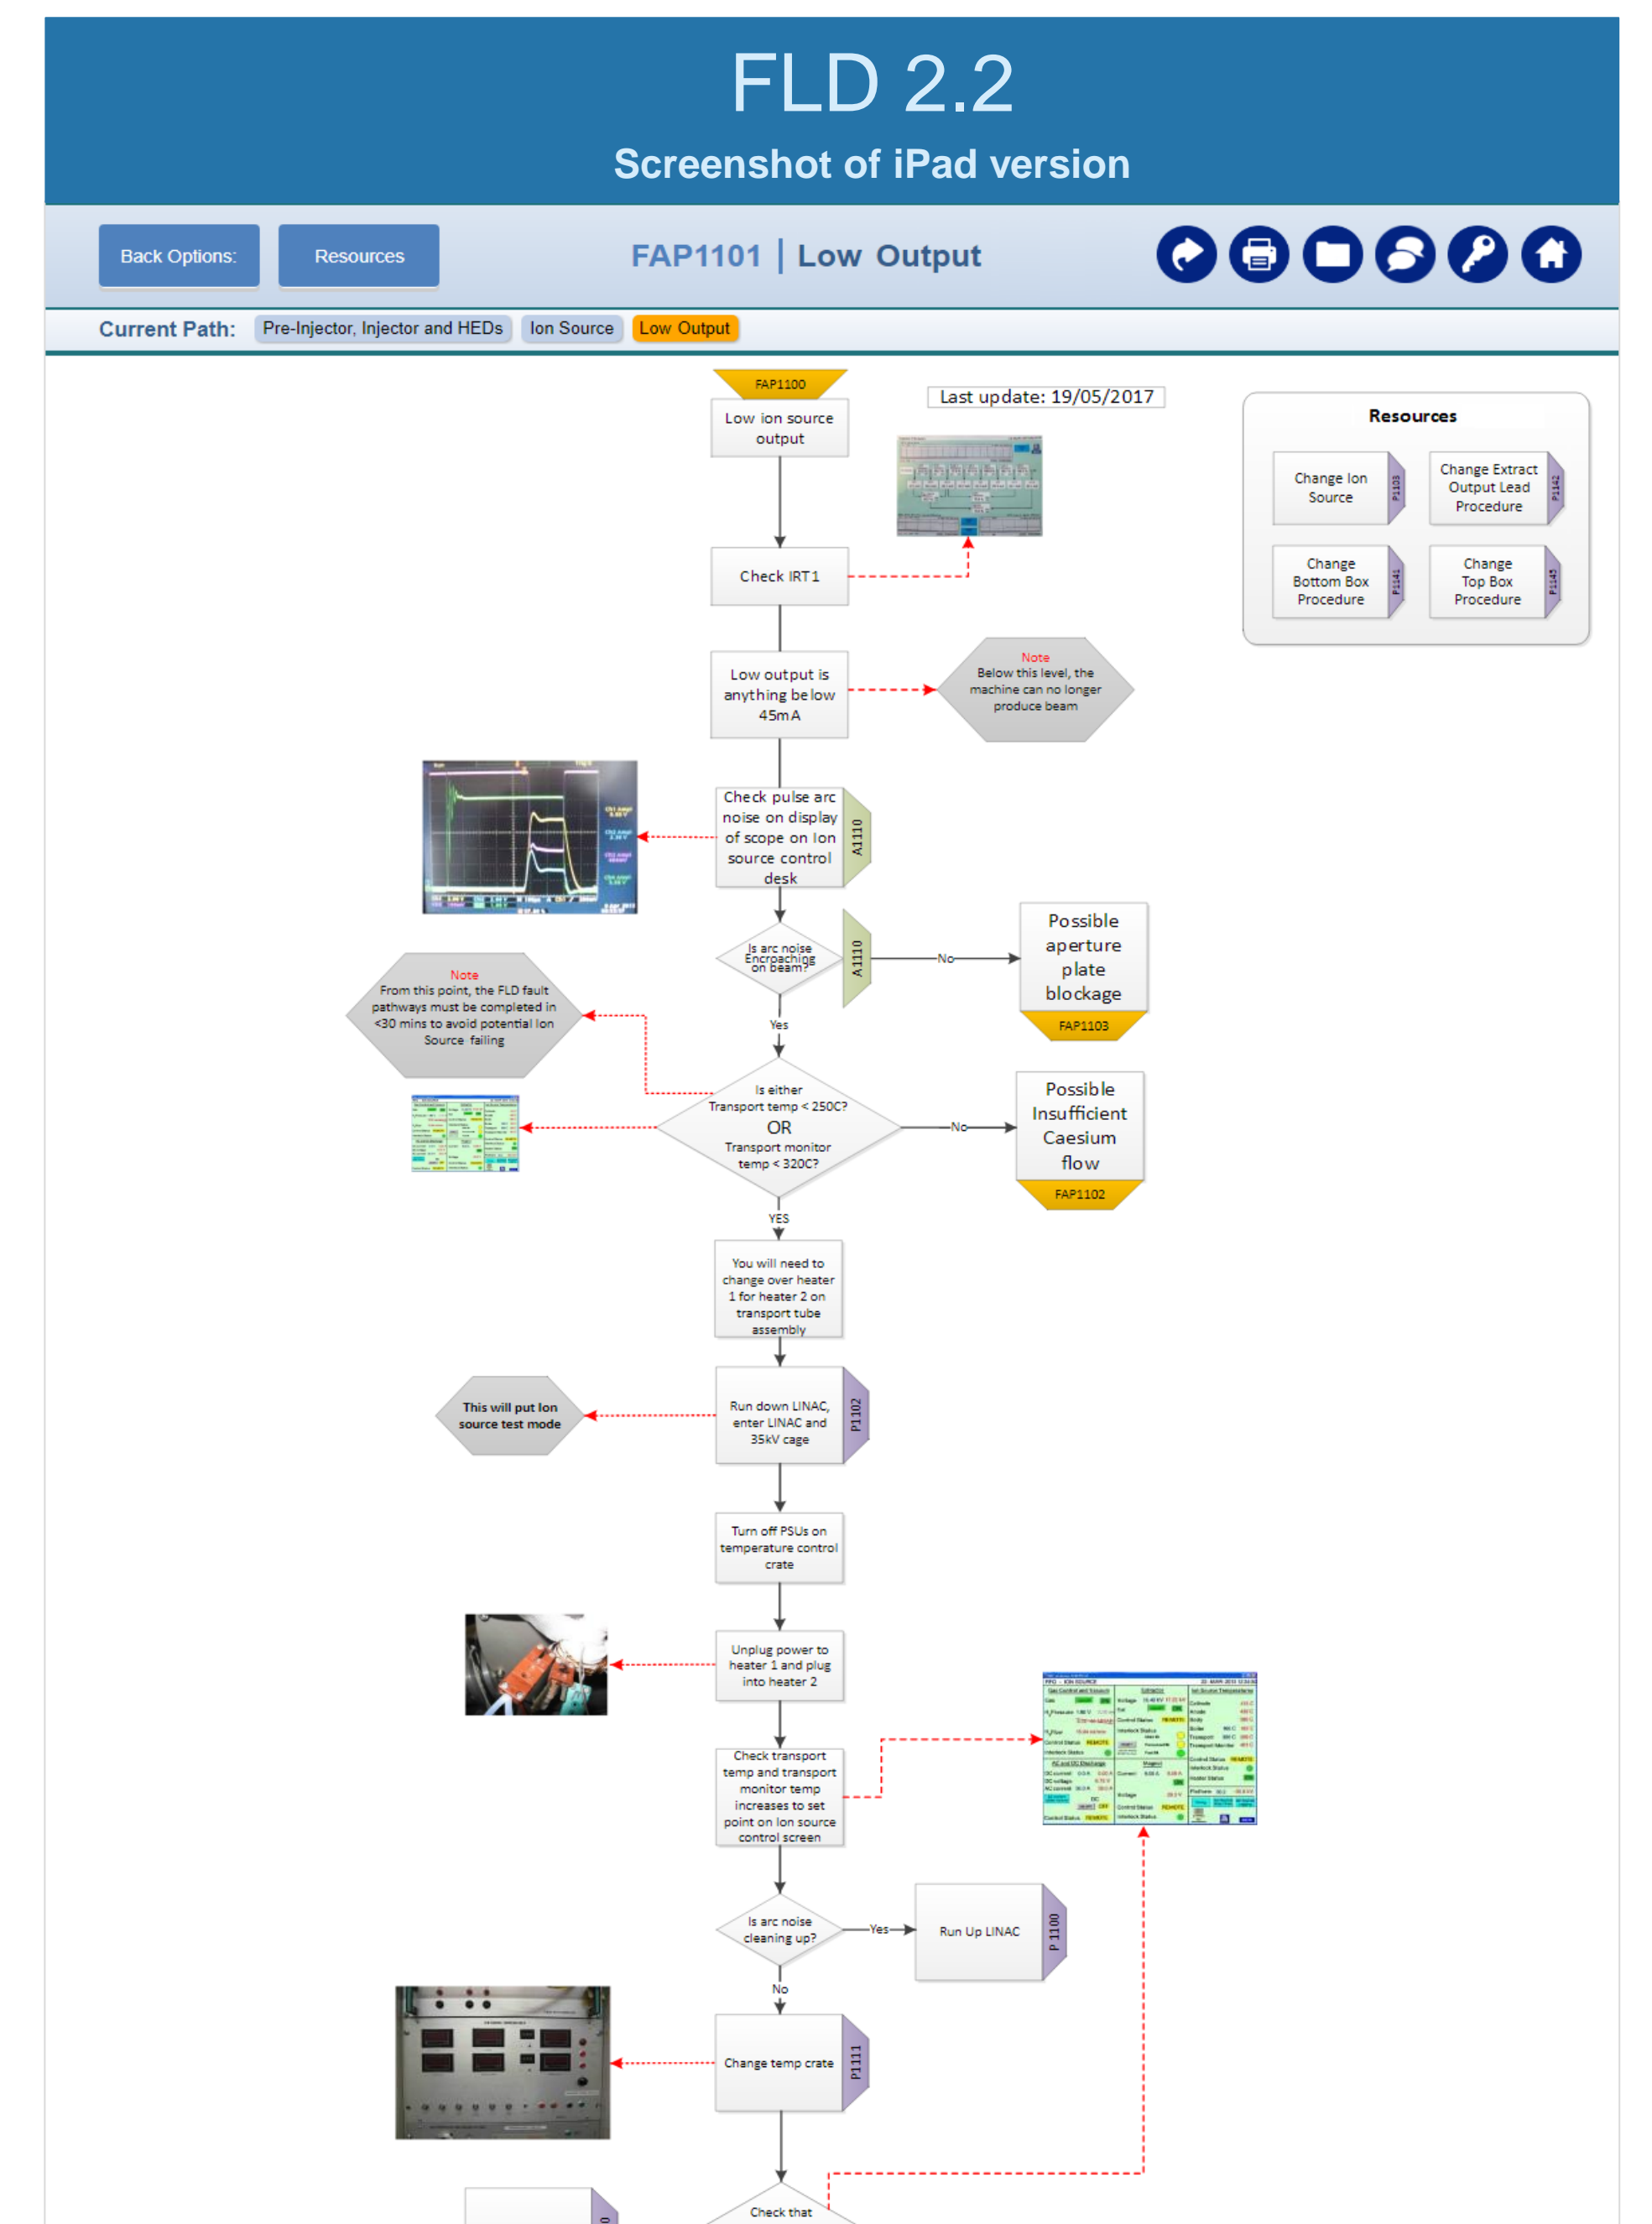 FLD 2.2
Screenshot of iPad version
Back Options:
Resources
FAP1101 | Low Output
Current Path:
Pre-Injector, Injector and HEDs
Ion Source
Low Output
FAP1100
Low ion source
output
Last update: 19/05/2017
Resources
Change Ion
Source
P1103
Change Extract
Output Lead
Procedure
P1142
Change
Bottom Box
Procedure
P1141
Change
Top Box
Procedure
P1145
Check IRT1
Low output is
anything below
45mA
Note
Below this level, the
machine can no longer
produce beam
Check pulse arc
noise on display
of scope on Ion
source control
desk
A1110
Is arc noise
Encroaching
on beam?
A1110
No
Possible
aperture
plate
blockage
FAP1103
Note
From this point, the FLD fault
pathways must be completed in
<30 mins to avoid potential Ion
Source failing
Yes
Is either
Transport temp < 250C?
OR
Transport monitor
temp < 320C?
No
Possible
Insufficient
Caesium
flow
FAP1102
YES
You will need to
change over heater
1 for heater 2 on
transport tube
assembly
Run down LINAC,
enter LINAC and
35kV cage
P1102
This will put Ion
source test mode
Turn off PSUs on
temperature control
crate
Unplug power to
heater 1 and plug
into heater 2
Check transport
temp and transport
monitor temp
increases to set
point on Ion source
control screen
Is arc noise
cleaning up?
Yes
Run Up LINAC
P 1100
No
Change temp crate
P1111
Check that